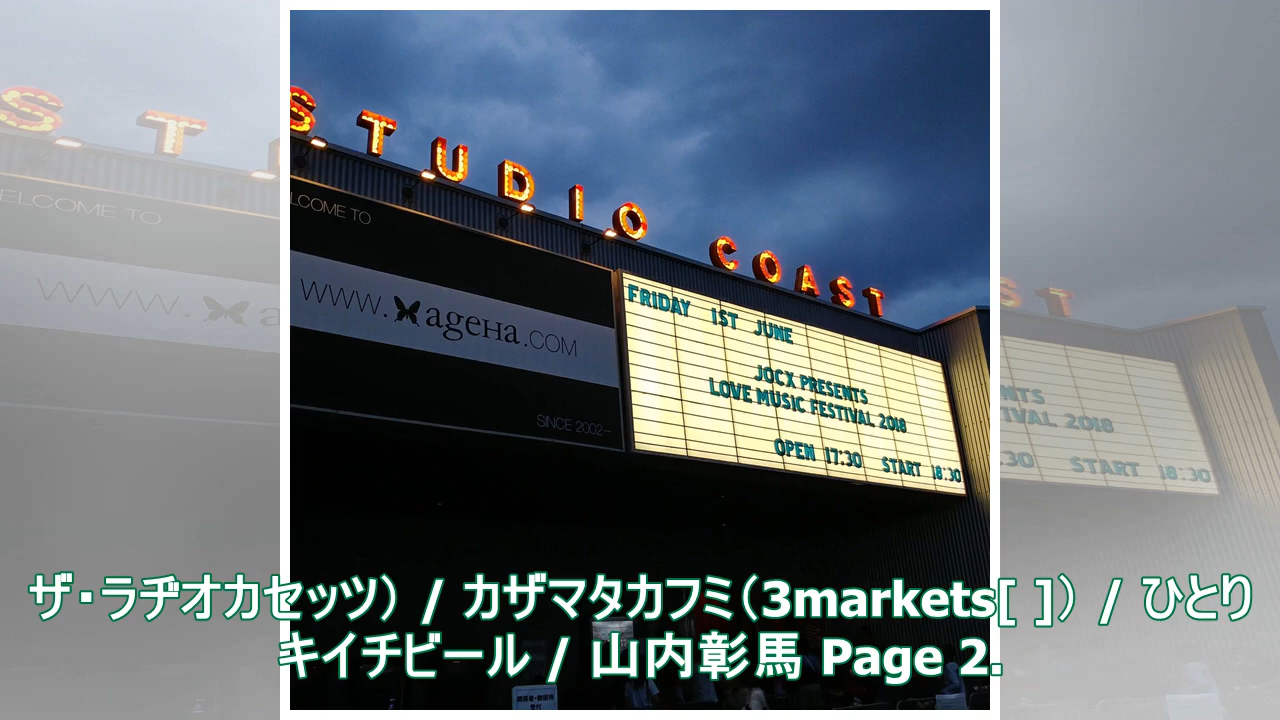 STUDIO COAST
LCOME TO
WWW.ageHa.COM
SINCE 2002-
FRIDAY 1ST JUNE
JOCX PRESENTS
LOVE MUSIC FESTIVAL 2018
OPEN 17:30 START 18:30
ザ・ラヂオカセッツ） / カザマタカフミ（3markets[ ]） / ひとり
キイチビール / 山内彰馬 Page 2.